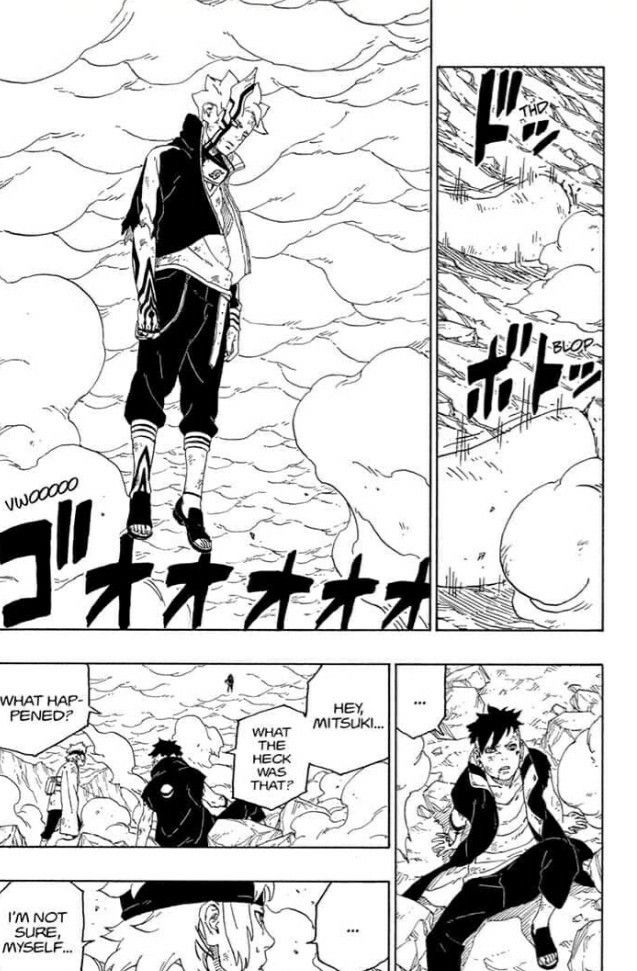 ドッ
THD
ボトッ
BLOP
VWOOOOO
ゴオオオオオ
...
HEY,
MITSUKI...
WHAT
THE
HECK
WAS
THAT?
WHAT HAP-
PENED?
...
I'M NOT
SURE,
MYSELF...